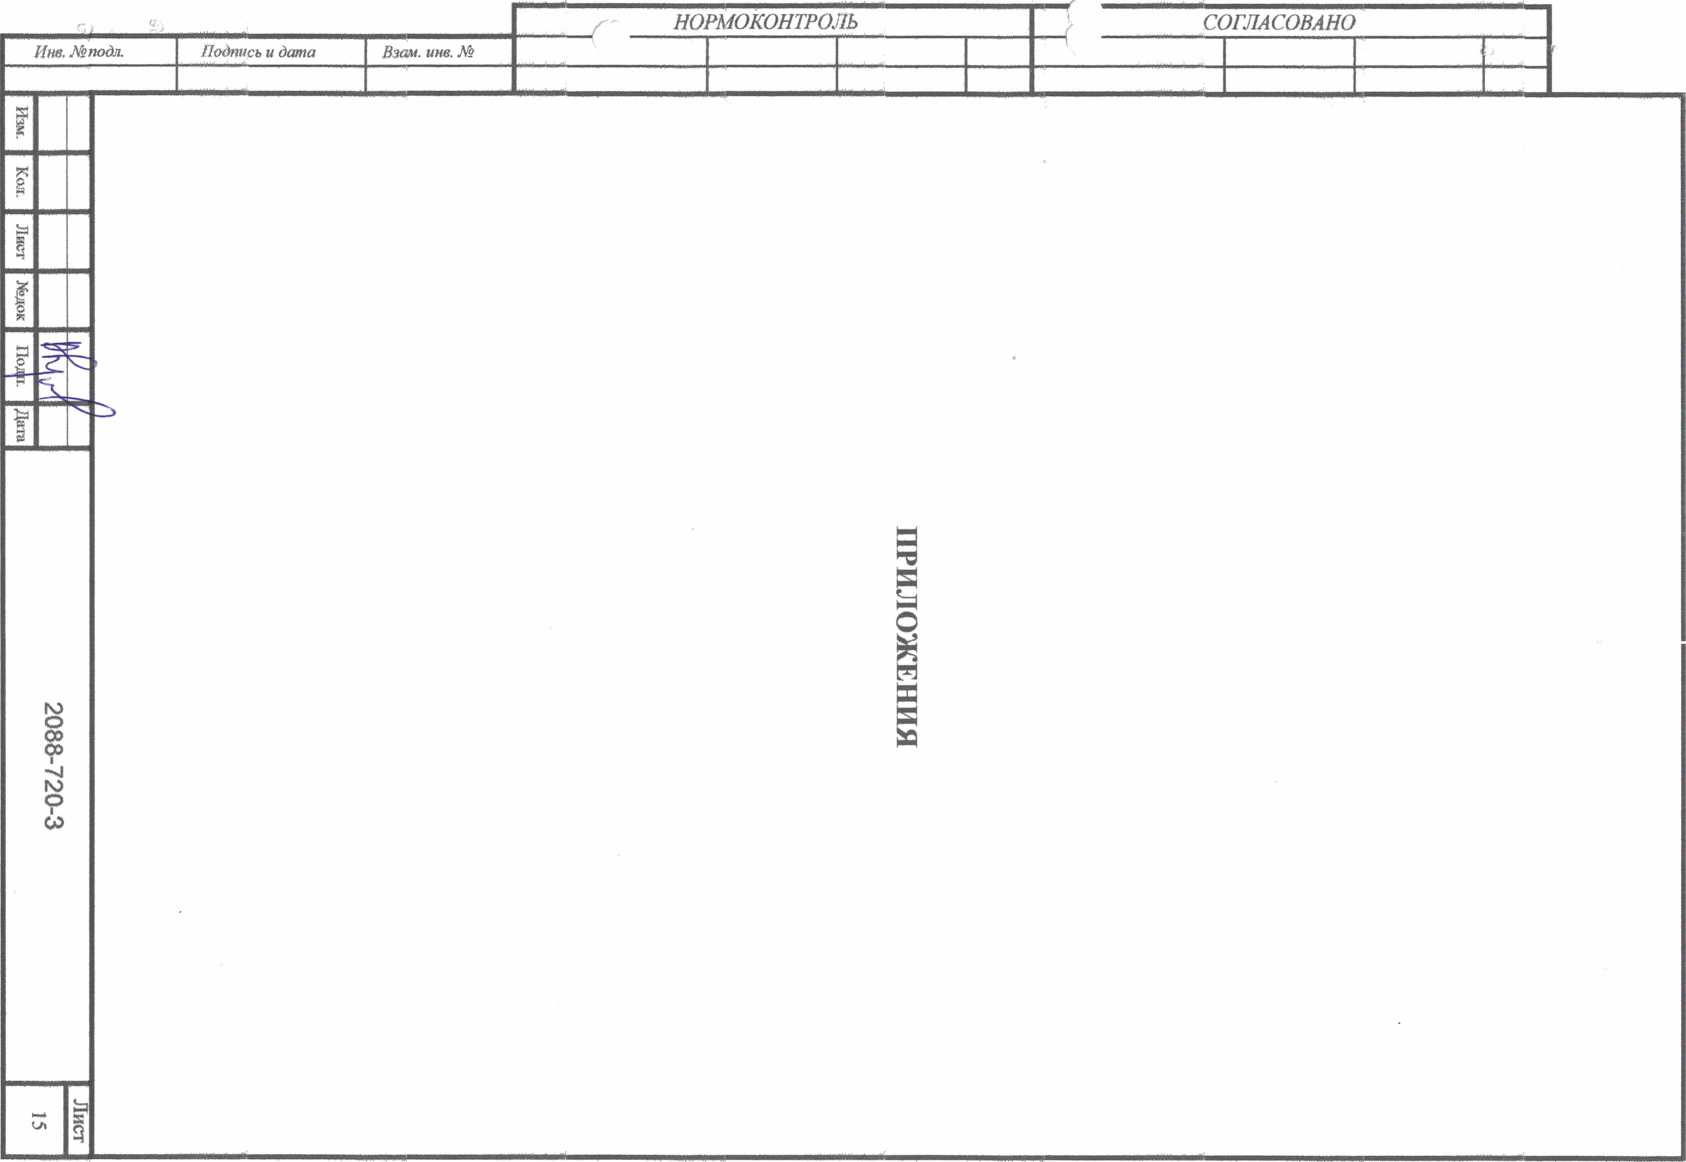 НОРМОКОНТРОЛЬ
СОГЛАСОВАНО
Инв. № подл.
Подпись и дата
Взам. инв. №
ПРИЛОЖЕНИЯ
Изм.
Кол.
Лист
№док
Подп.
Дата
2088-720-3
Лист
15